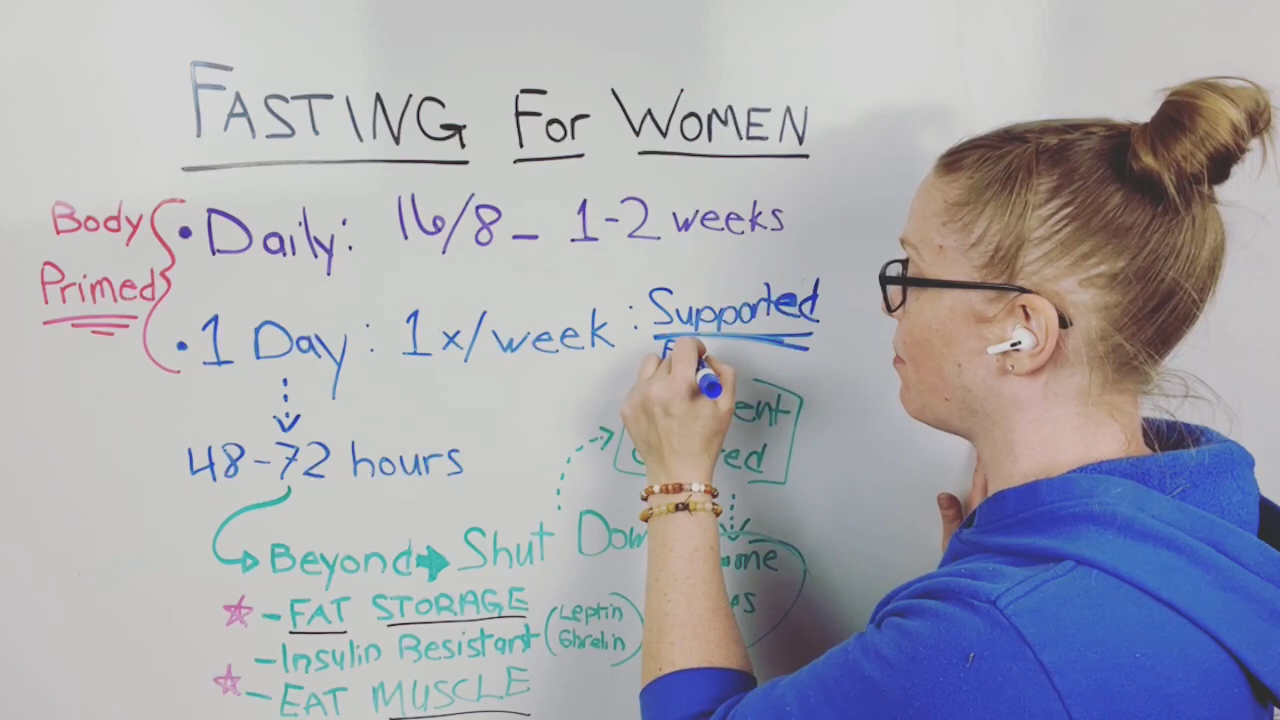 FASTING For WOMEN
Body
Primed
• Daily: 16/8 - 1-2 weeks
• 1 Day: 1x/week: Supported
48-72 hours
Beyond Shut
- FAT STORAGE
- Insulin Resistant (Leptin
Ghrelin)
- EAT MUSCLE